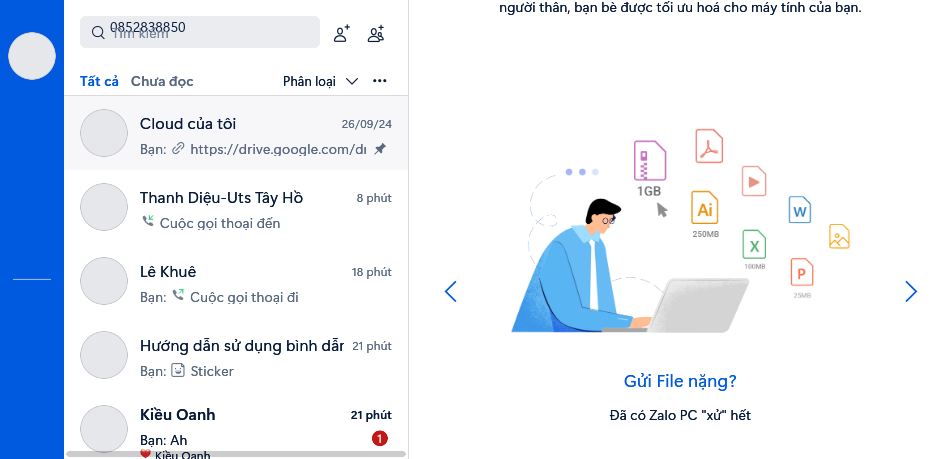 người thân, bạn bè được tối ưu hoá cho máy tính của bạn.
0852838850
Tìm kiếm
Tất cả Chưa đọc Phân loại
Cloud của tôi 26/09/24
Bạn: https://drive.google.com/dr
Thanh Diệu-Uts Tây Hồ 8 phút
Cuộc gọi thoại đến
Lê Khuê 18 phút
Bạn: Cuộc gọi thoại đi
Hướng dẫn sử dụng bình dẫn 21 phút
Bạn: Sticker
Kiều Oanh 21 phút
Bạn: Ah 1
Kiều Oanh
1GB
Ai
250MB
W
X
100MB
P
25MB
Gửi File nặng?
Đã có Zalo PC "xử" hết